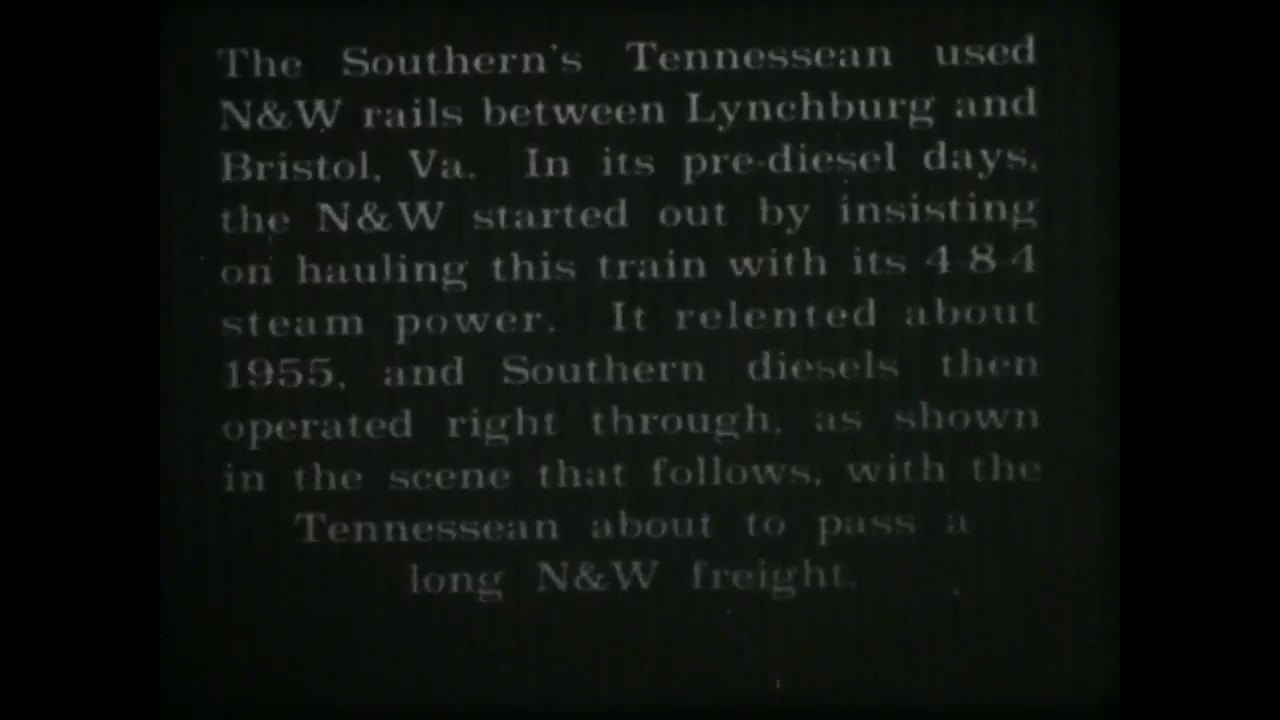 The Southern's Tennessean used
N&W rails between Lynchburg and
Bristol, Va. In its pre-diesel days,
the N&W started out by insisting
on hauling this train with its 4-8-4
steam power. It relented about
1955, and Southern diesels then
operated right through, as shown
in the scene that follows, with the
Tennessean about to pass a
long N&W freight.